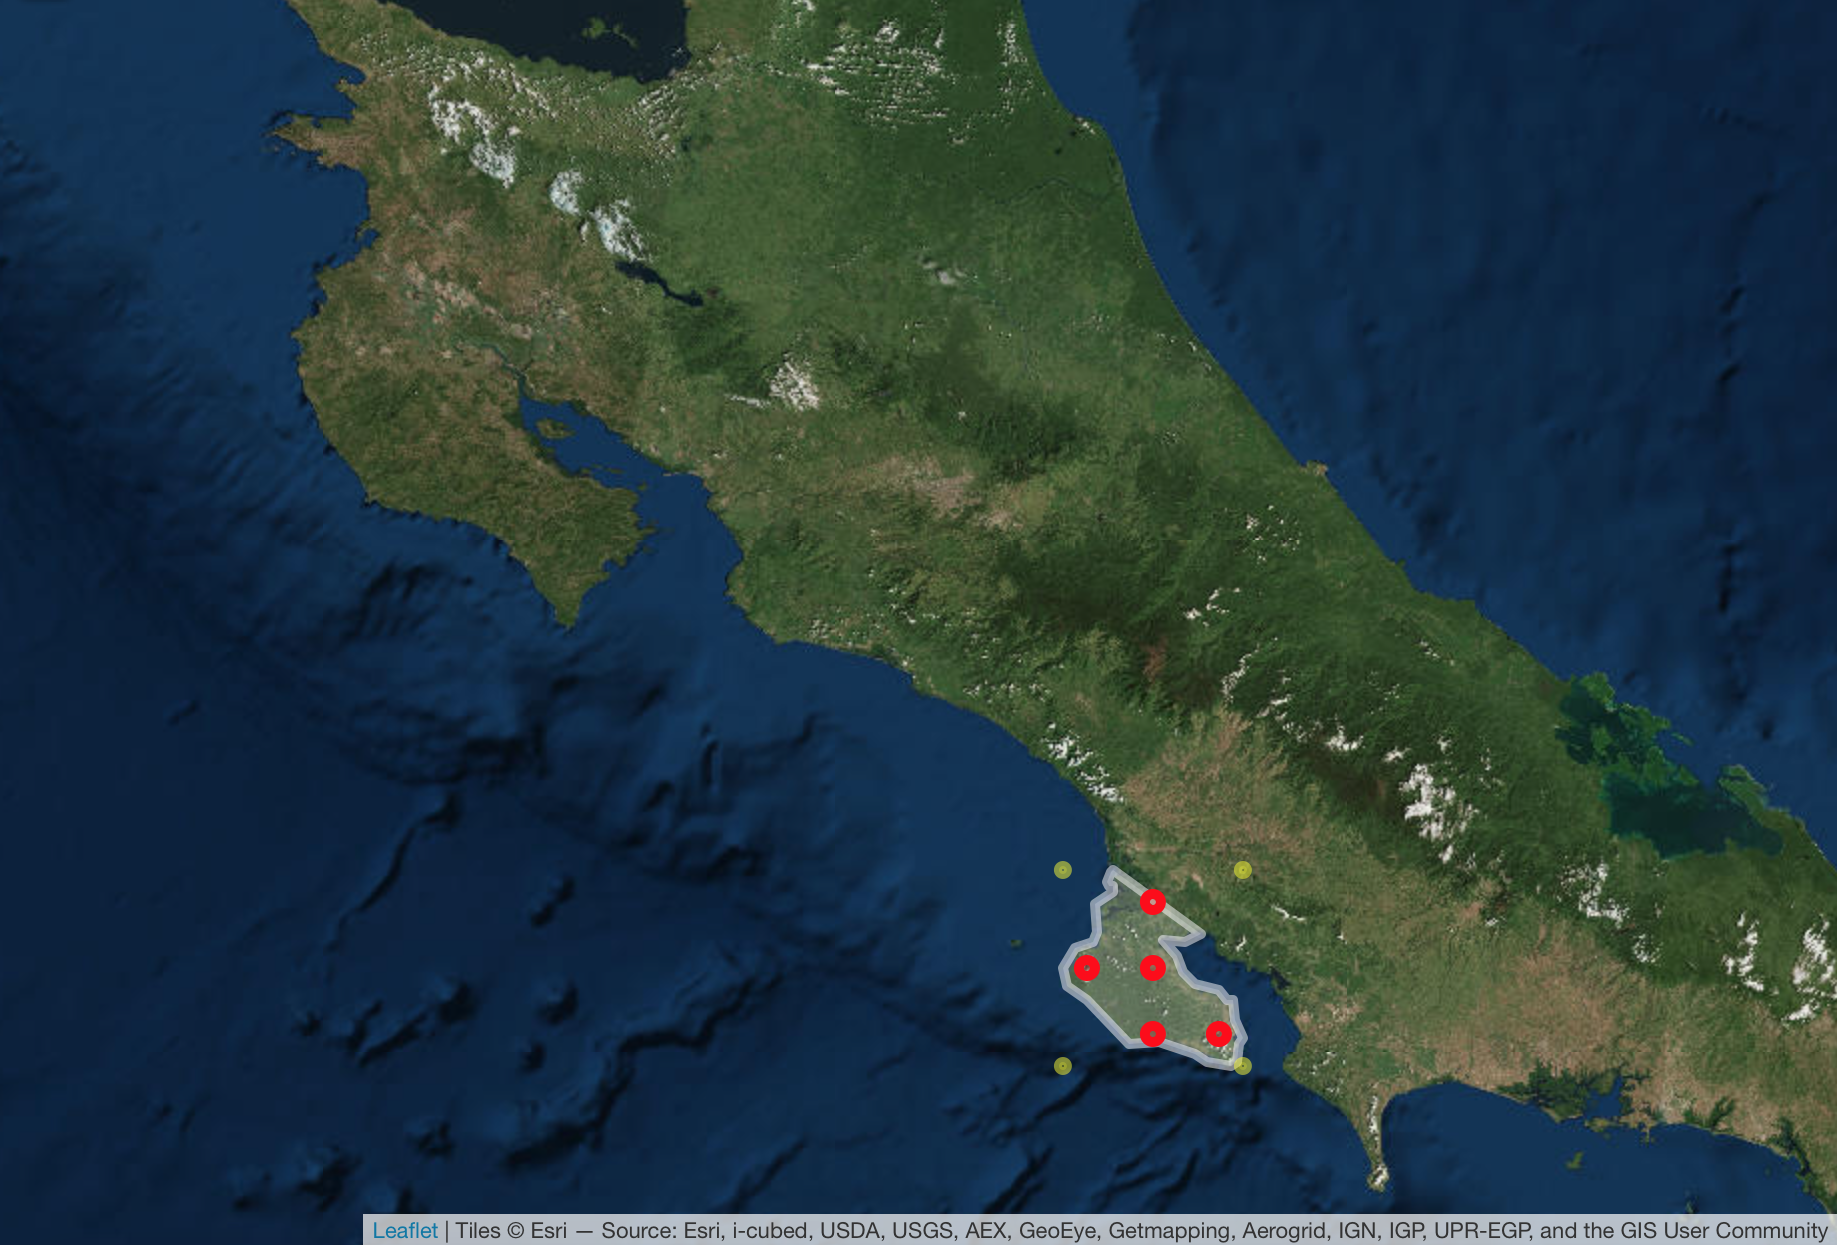 Leaflet | Tiles © Esri — Source: Esri, i-cubed, USDA, USGS, AEX, GeoEye, Getmapping, Aerogrid, IGN, IGP, UPR-EGP, and the GIS User Community